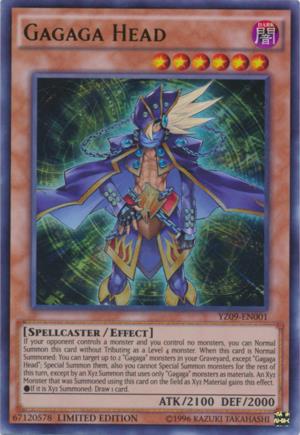 GAGAGA HEAD
DARK
闇
YZ09-EN001
[SPELLCASTER / EFFECT]
If your opponent controls a monster and you control no monsters, you can Normal
Summon this card without Tributing as a Level 4 monster. When this card is Normal
Summoned: You can target up to 2 "Gagaga" monsters in your Graveyard, except "Gagaga
Head"; Special Summon them, also you cannot Special Summon monsters for the rest of
this turn, except by an Xyz Summon that uses only "Gagaga" monsters as materials. An Xyz
Monster that was Summoned using this card on the field as Xyz Material gains this effect.
●If it is Xyz Summoned: Draw 1 card.
ATK/2100 DEF/2000
67120578 LIMITED EDITION ©1996 KAZUKI TAKAHASHI